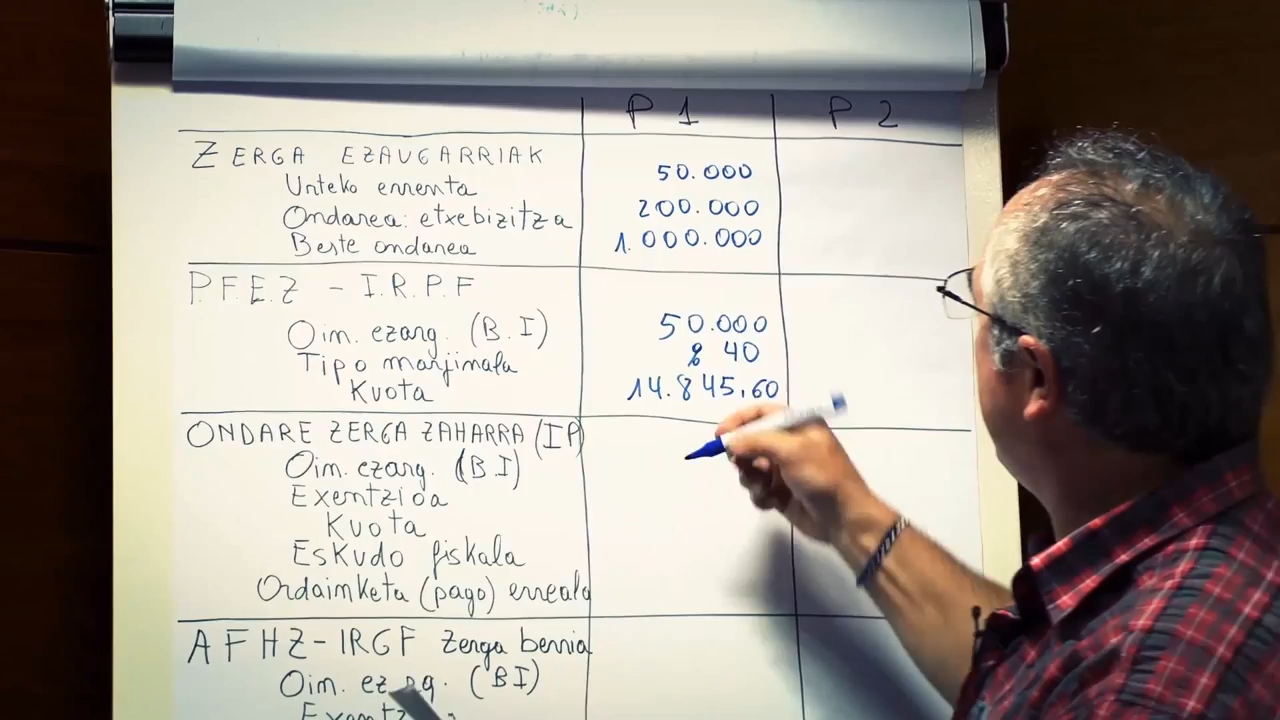 P 1 P 2
ZERGA EZAUGARRIAK
Urteko errenta 50.000
Ondarea: etxebizitza 200.000
Beste ondarea 1.000.000
P.F.E.Z - I.R.P.F
Oim. ezarg. (B.I) 50.000
Tipo marjinala % 40
Kuota 14.845,60
ONDARE ZERGA ZAHARRA (IP)
Oim. ezarg. (BI)
Exentzioa
Kuota
Eskudo fiskala
Ordainketa (pago) erreala
AFHZ-IRGF Zerga berria
Oim. ezarg. (BI)